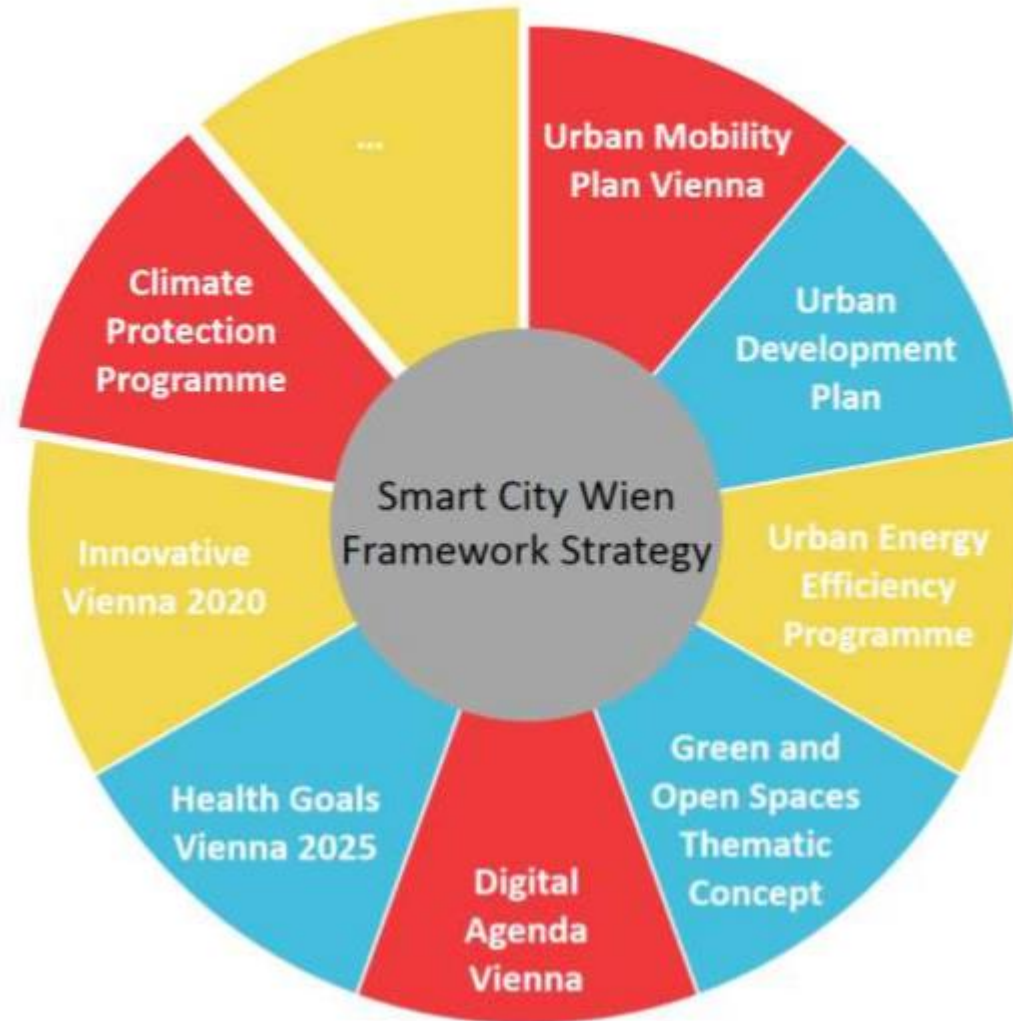 ...
Urban Mobility
Plan Vienna
Urban
Development
Plan
Urban Energy
Efficiency
Programme
Green and
Open Spaces
Thematic
Concept
Digital
Agenda
Vienna
Health Goals
Vienna 2025
Innovative
Vienna 2020
Climate
Protection
Programme
Smart City Wien
Framework Strategy